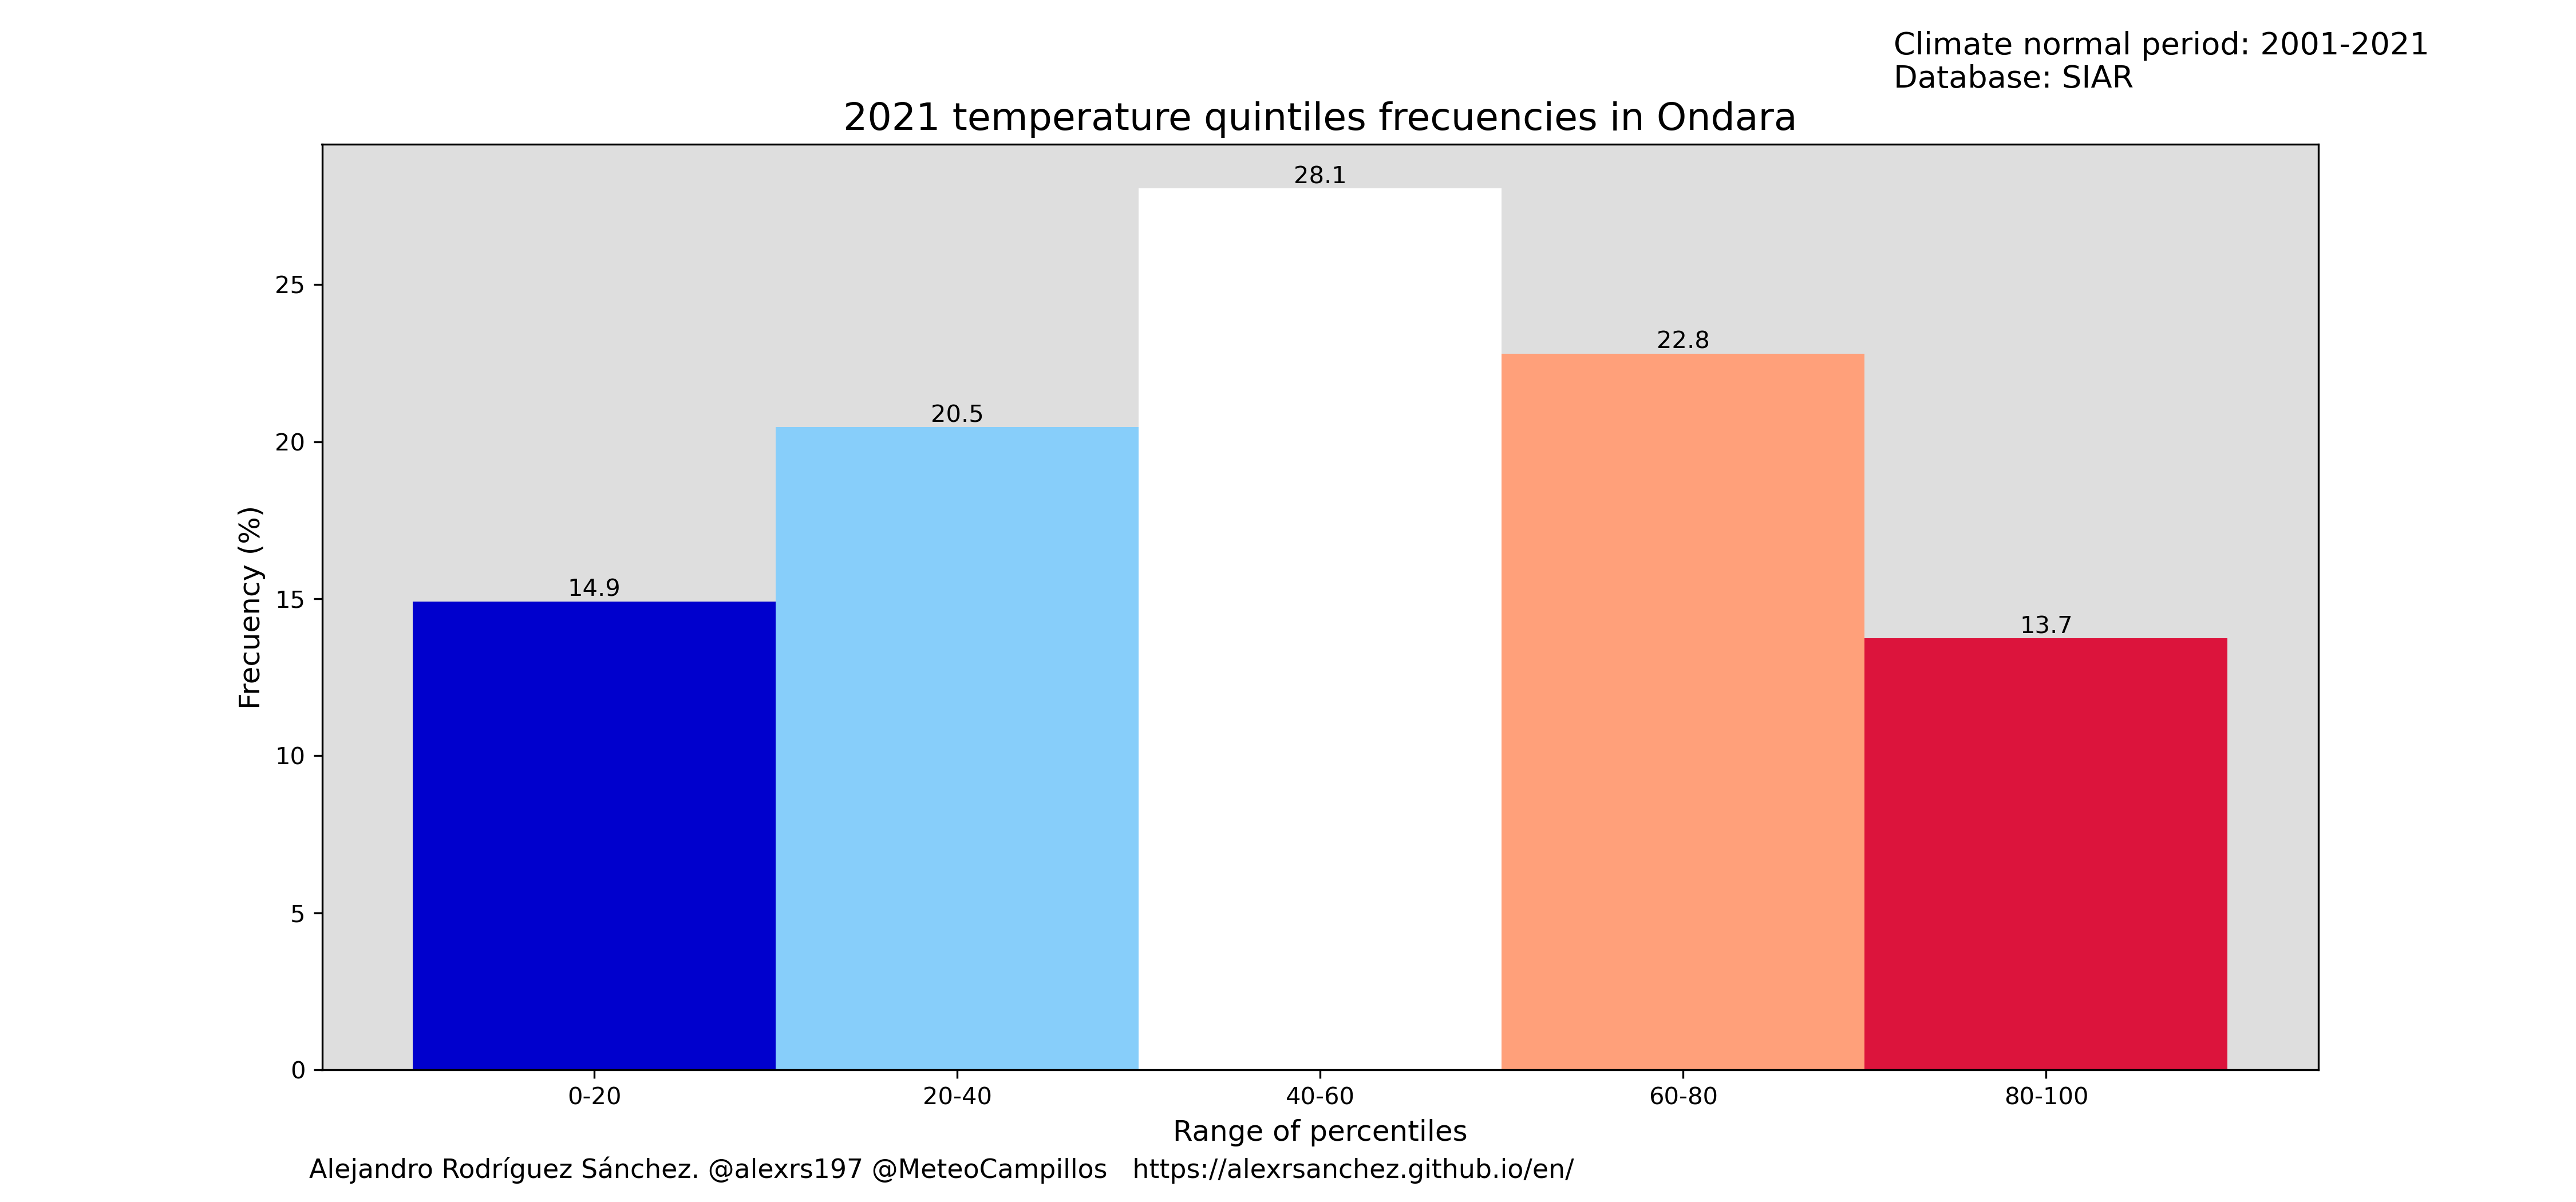 Climate normal period: 2001-2021
Database: SIAR
2021 temperature quintiles frecuencies in Ondara
28.1
25
22.8
20.5
20
Frecuency (%)
14.9
15
13.7
10
5
0
0-20 20-40 40-60 60-80 80-100
Range of percentiles
Alejandro Rodríguez Sánchez. @alexrs197 @MeteoCampillos https://alexrsanchez.github.io/en/